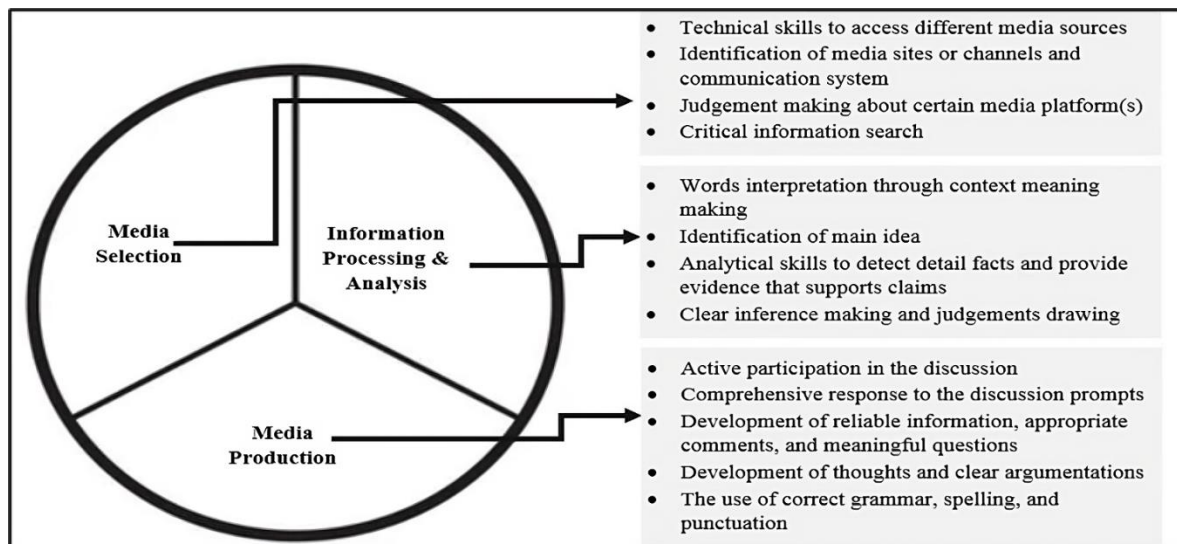 Media
Selection
Information
Processing &
Analysis
Media
Production
• Technical skills to access different media sources
• Identification of media sites or channels and
communication system
• Judgement making about certain media platform(s)
• Critical information search
• Words interpretation through context meaning
making
• Identification of main idea
• Analytical skills to detect detail facts and provide
evidence that supports claims
• Clear inference making and judgements drawing
• Active participation in the discussion
• Comprehensive response to the discussion prompts
• Development of reliable information, appropriate
comments, and meaningful questions
• Development of thoughts and clear argumentations
• The use of correct grammar, spelling, and
punctuation